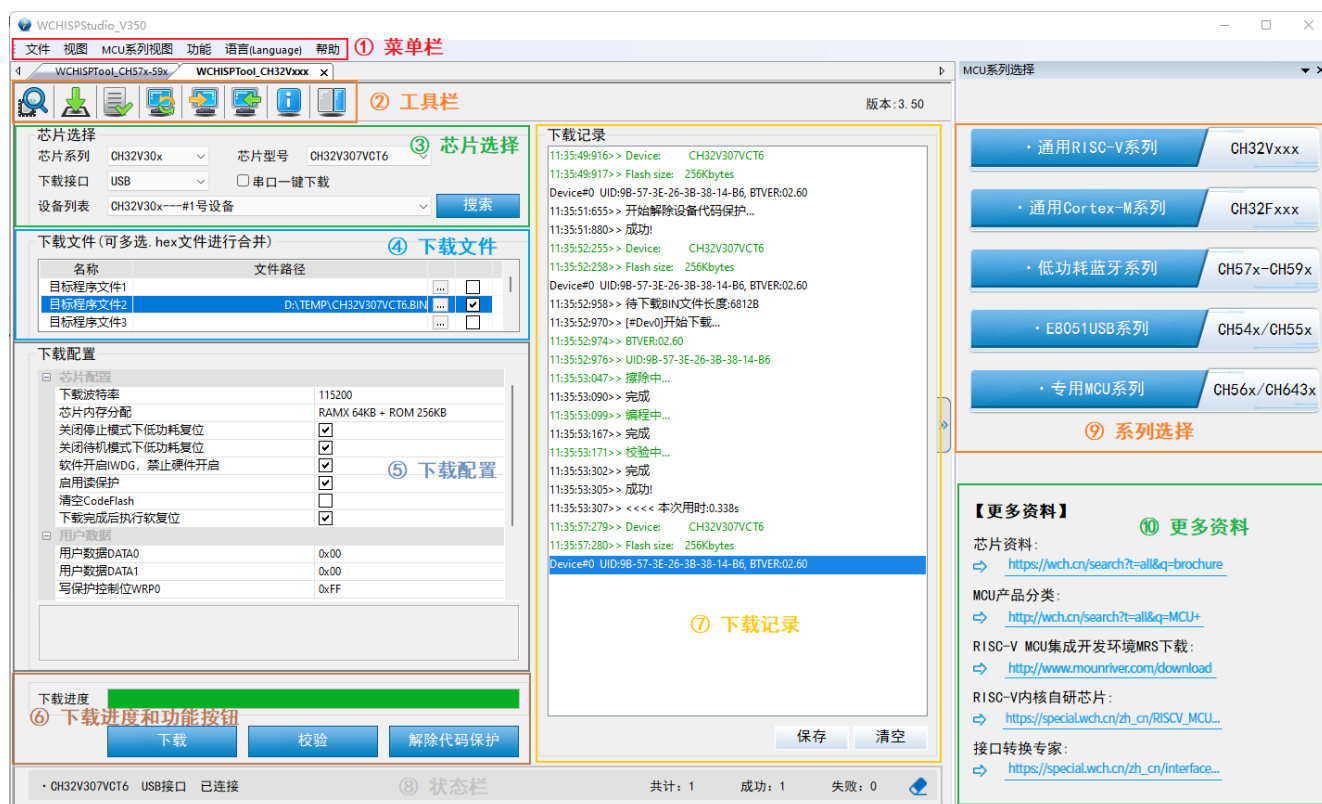 WCHISPStudio_V350
文件 视图 MCU系列视图 功能 语言(Language) 帮助 ① 菜单栏
WCHISPTool_CH57x-59x WCHISPTool_CH32Vxxx x
MCU系列选择
② 工具栏
版本:3.50
芯片选择
③ 芯片选择
芯片系列 CH32V30x 芯片型号 CH32V307VCT6
下载接口 USB 串口一键下载
设备列表 CH32V30x---#1号设备 搜索
下载文件(可多选.hex文件进行合并)
④ 下载文件
名称 文件路径
目标程序文件1 ...
目标程序文件2 D:\TEMP\CH32V307VCT6.BIN ...
目标程序文件3 ...
下载配置
芯片配置
下载波特率 115200
芯片内存分配 RAMX 64KB + ROM 256KB
关闭停止模式下低功耗复位
关闭待机模式下低功耗复位
软件开启IWDG，禁止硬件开启
⑤ 下载配置
启用读保护
清空CodeFlash
下载完成后执行软复位
用户数据
用户数据DATA0 0x00
用户数据DATA1 0x00
写保护控制位WRP0 0xFF
下载进度
⑥ 下载进度和功能按钮
下载 校验 解除代码保护
下载记录
11:35:49:916>> Device: CH32V307VCT6
11:35:49:917>> Flash size: 256Kbytes
Device#0 UID:9B-57-3E-26-3B-38-14-B6, BTVER:02.60
11:35:51:655>> 开始解除设备代码保护...
11:35:51:880>> 成功!
11:35:52:255>> Device: CH32V307VCT6
11:35:52:258>> Flash size: 256Kbytes
Device#0 UID:9B-57-3E-26-3B-38-14-B6, BTVER:02.60
11:35:52:958>> 待下载BIN文件长度:6812B
11:35:52:970>> [#Dev0]开始下载...
11:35:52:974>> BTVER:02.60
11:35:52:976>> UID:9B-57-3E-26-3B-38-14-B6
11:35:53:047>> 擦除中...
11:35:53:090>> 完成
11:35:53:099>> 编程中...
11:35:53:167>> 完成
11:35:53:171>> 校验中...
11:35:53:302>> 完成
11:35:53:305>> 成功!
11:35:53:307>> <<<< 本次用时:0.338s
11:35:57:279>> Device: CH32V307VCT6
11:35:57:280>> Flash size: 256Kbytes
Device#0 UID:9B-57-3E-26-3B-38-14-B6, BTVER:02.60
⑦ 下载记录
保存 清空
·通用RISC-V系列 CH32Vxxx
·通用Cortex-M系列 CH32Fxxx
·低功耗蓝牙系列 CH57x-CH59x
·E8051USB系列 CH54x/CH55x
·专用MCU系列 CH56x/CH643x
⑨ 系列选择
【更多资料】
⑩ 更多资料
芯片资料:
https://wch.cn/search?t=all&q=brochure
MCU产品分类:
http://wch.cn/search?t=all&q=MCU+
RISC-V MCU集成开发环境MRS下载:
http://www.mounriver.com/download
RISC-V内核自研芯片:
https://special.wch.cn/zh_cn/RISCV_MCU...
接口转换专家:
https://special.wch.cn/zh_cn/interface...
·CH32V307VCT6 USB接口 已连接 ⑧ 状态栏 共计: 1 成功: 1 失败: 0